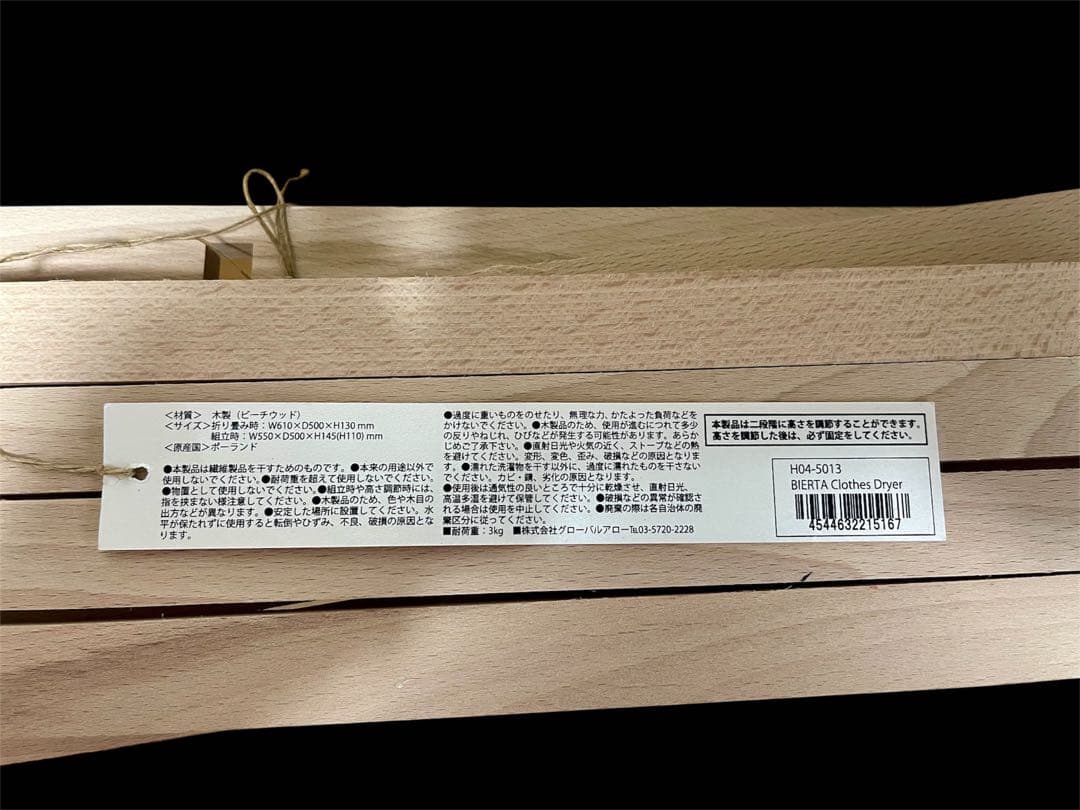 ＜材質＞　木製（ビーチウッド）
＜サイズ＞折り畳み時：W610×D500×H130 mm
組立時：W550×D500×H145(H110) mm
＜原産国＞ポーランド
●本製品は繊維製品を干すためのものです。●本来の用途以外で
使用しないでください。●耐荷重を超えて使用しないでください。
●物置として使用しないでください。●組立時や高さ調節時には、
指を挟まない様注意してください。●木製品のため、色や木目の
出方などが異なります。●安定した場所に設置してください。水
平が保たれずに使用すると転倒やひずみ、不良、破損の原因とな
ります。
●過度に重いものをのせたり、無理な力、かたよった負荷などを
かけないでください。●木製品のため、使用が進むにつれて多少
の反りやねじれ、ひびなどが発生する可能性があります。あらか
じめご了承下さい。●直射日光や火気の近く、ストーブなどの熱
を避けてください。変形、変色、歪み、破損などの原因となりま
す。●濡れた洗濯物を干す以外に、過度に濡れたものを干さない
でください。カビ・錆、劣化の原因となります。
●使用後は通気性の良いところで十分に乾燥させ、直射日光、
高温多湿を避けて保管してください。●破損などの異常が確認さ
れる場合は使用を中止してください。●廃棄の際は各自治体の廃
棄区分に従ってください。
■耐荷重：3kg　■株式会社グローバルアロー℡03-5720-2228
本製品は二段階に高さを調節することができます。
高さを調節した後は、必ず固定をしてください。
H04-5013
BIERTA Clothes Dryer
4544632215167